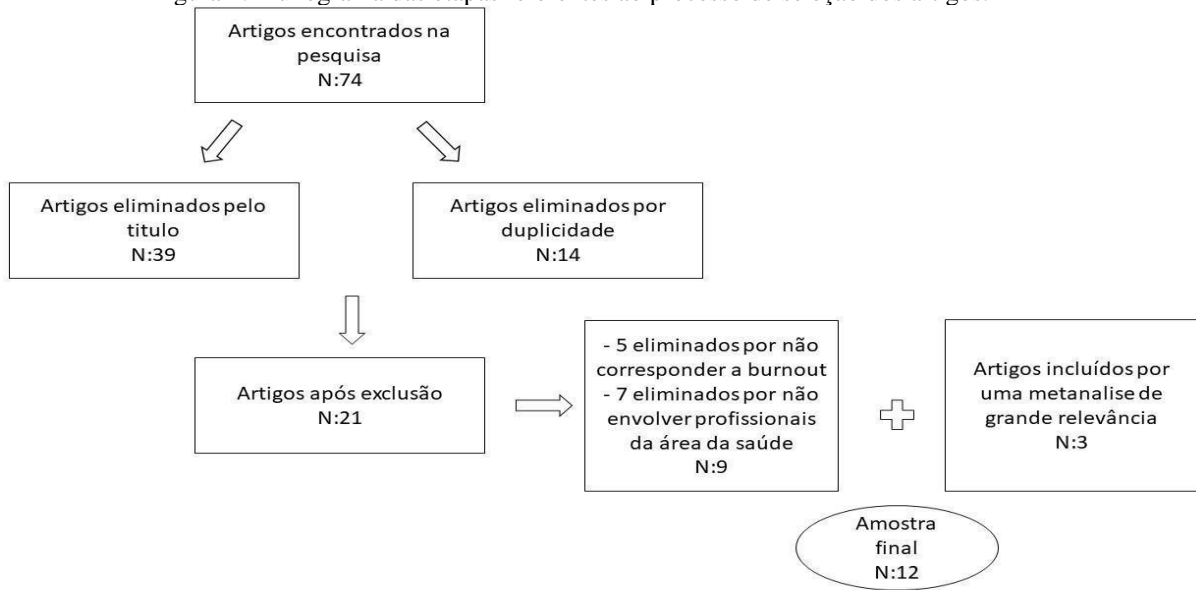 Artigos encontrados na
pesquisa
N:74
Artigos eliminados pelo
titulo
N:39
Artigos eliminados por
duplicidade
N:14
Artigos após exclusão
N:21
- 5 eliminados por não
corresponder a burnout
- 7 eliminados por não
envolver profissionais
da área da saúde
N:9
Artigos incluídos por
uma metanalise de
grande relevância
N:3
Amostra
final
N:12